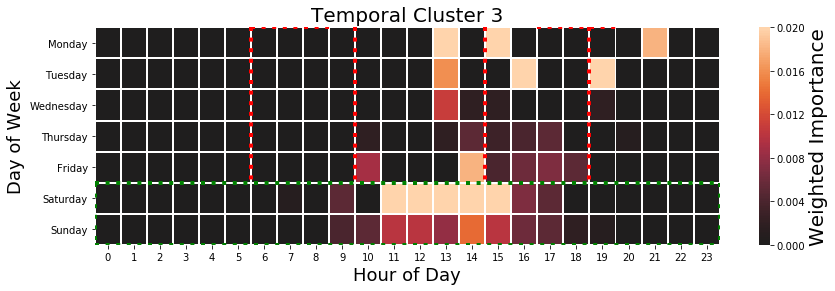 Temporal Cluster 3
Day of Week
Monday
Tuesday
Wednesday
Thursday
Friday
Saturday
Sunday
0 1 2 3 4 5 6 7 8 9 10 11 12 13 14 15 16 17 18 19 20 21 22 23
Hour of Day
0.020
0.016
0.012
0.008
0.004
0.000
Weighted Importance